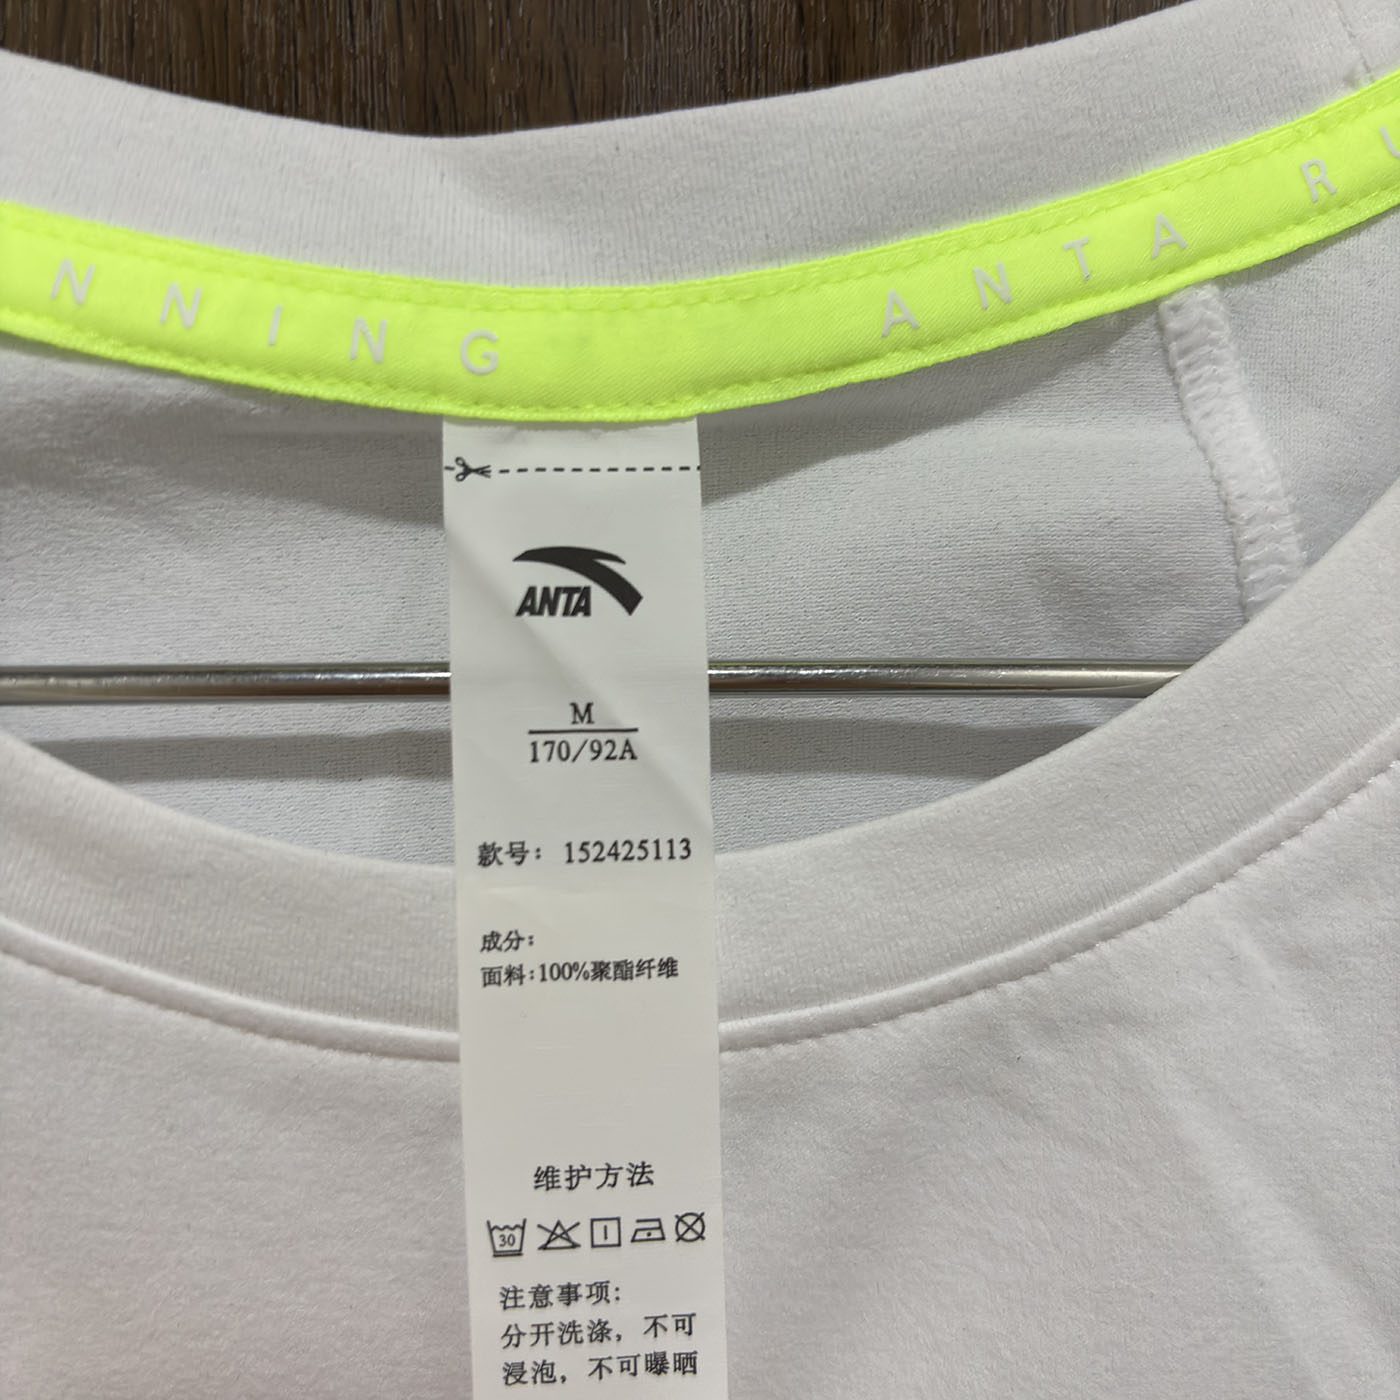 NNING ANTA RU
ANTA
M
170/92A
款号: 152425113
成分:
面料:100%聚酯纤维
维护方法
30
注意事项:
分开洗涤, 不可
浸泡, 不可曝晒